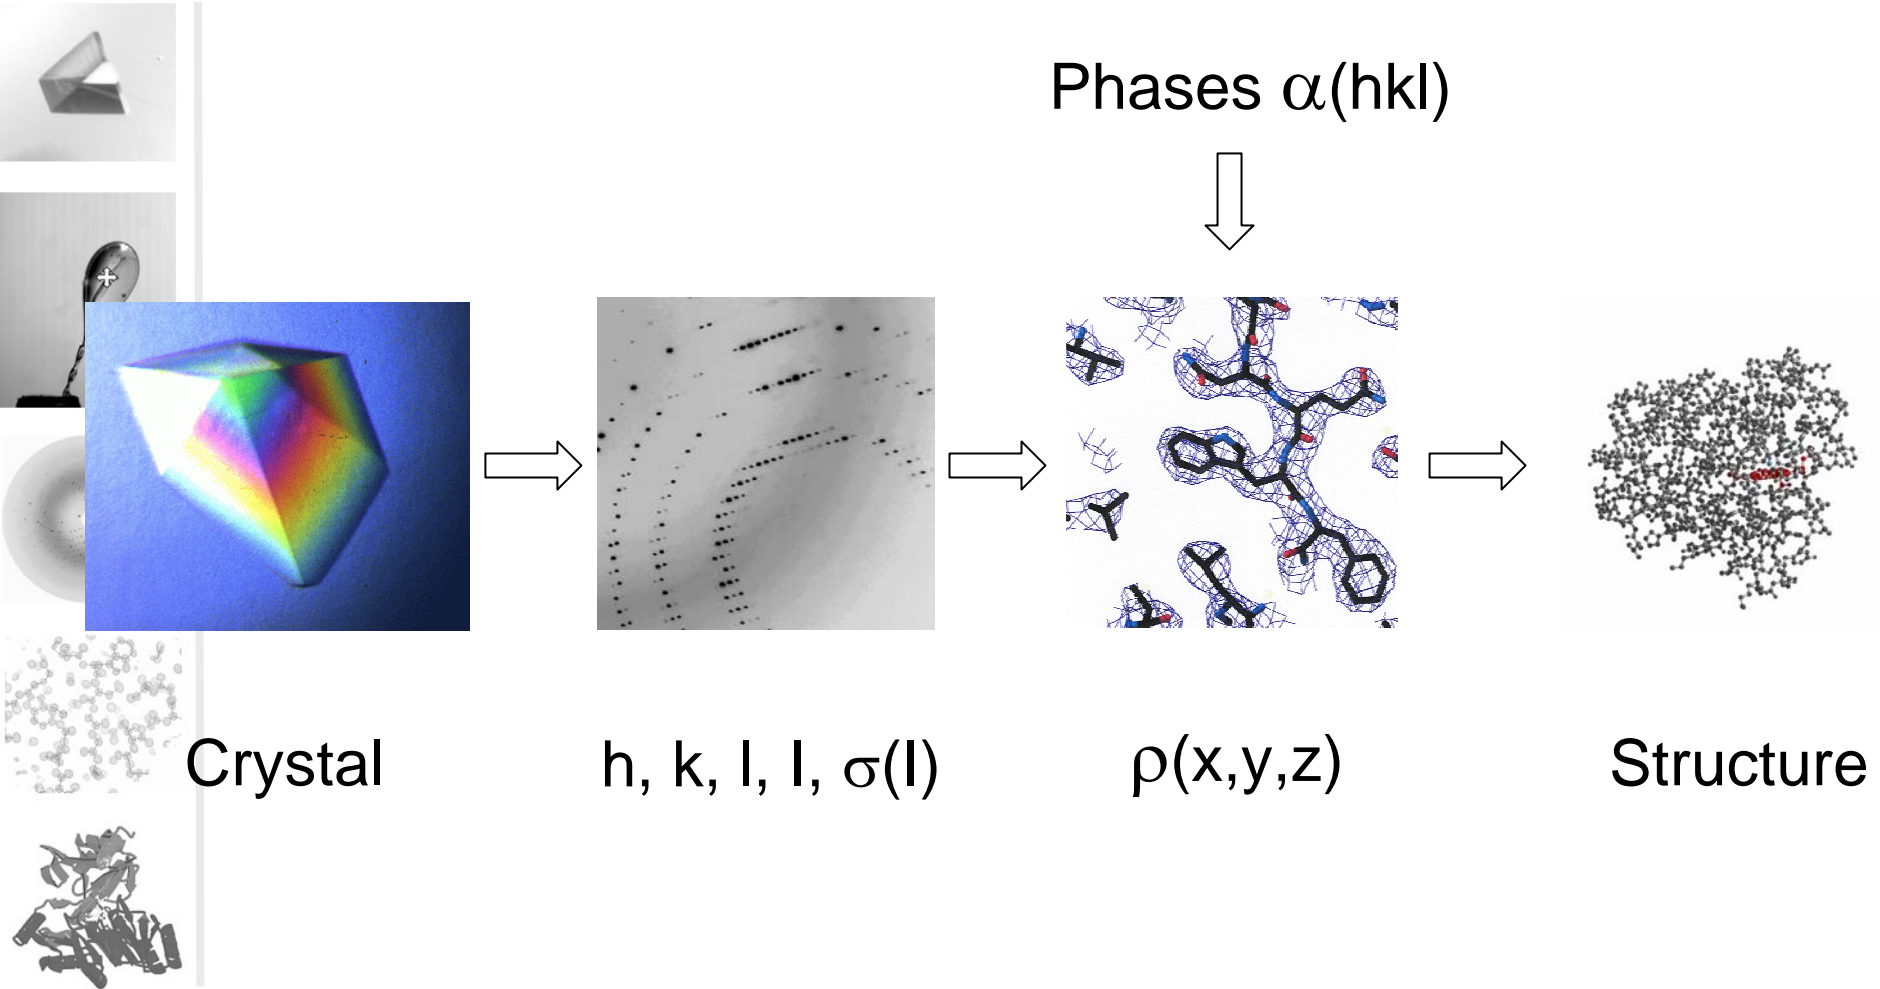 Phases α(hkl)
Crystal
h, k, l, I, σ(I)
ρ(x,y,z)
Structure